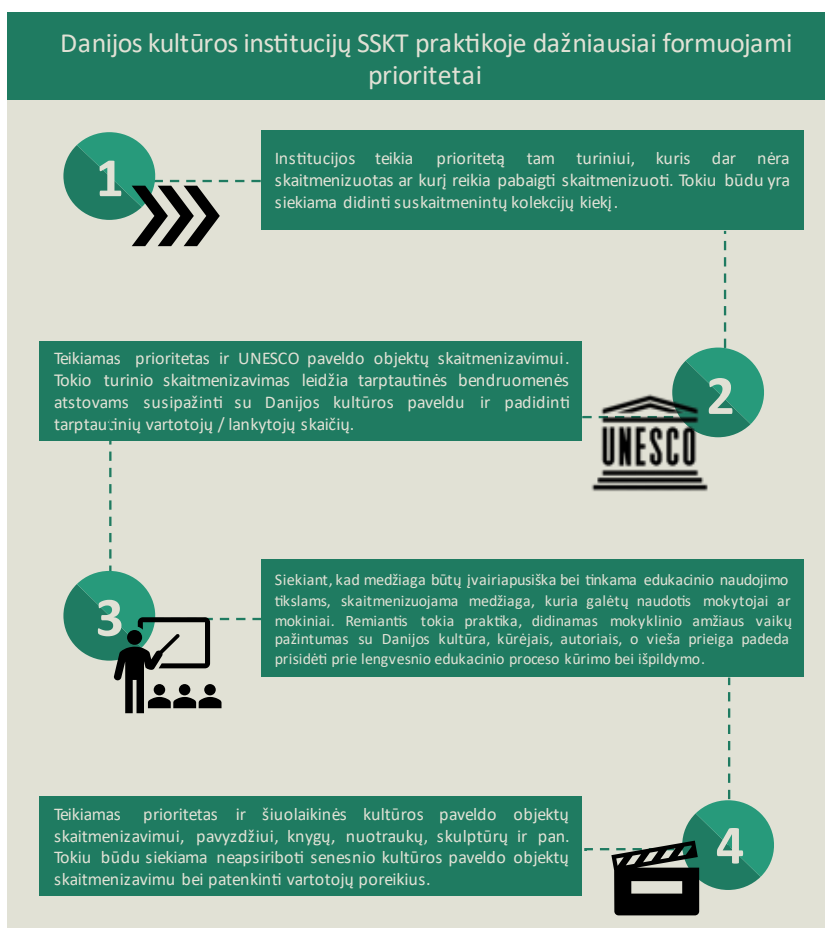 Danijos kultūros institucijų SSKT praktikoje dažniausiai formuojami
prioritetai
1
Institucijos teikia prioritetą tam turiniui, kuris dar nėra
skaitmenizuotas ar kurį reikia pabaigti skaitmenizuoti. Tokiu būdu yra
siekiama didinti suskaitmenintų kolekcijų kiekį.
Teikiamas prioritetas ir UNESCO paveldo objektų skaitmenizavimui.
Tokio turinio skaitmenizavimas leidžia tarptautinės bendruomenės
atstovams susipažinti su Danijos kultūros paveldu ir padidinti
tarptautinių vartotojų / lankytojų skaičių.
2
UNESCO
3
Siekiant, kad medžiaga būtų įvairiapusiška bei tinkama edukacinio naudojimo
tikslams, skaitmenizuojama medžiaga, kuria galėtų naudotis mokytojai ar
mokiniai. Remiantis tokia praktika, didinamas mokyklinio amžiaus vaikų
pažintumas su Danijos kultūra, kūrėjais, autoriais, o vieša prieiga padeda
prisidėti prie lengvesnio edukacinio proceso kūrimo bei išpildymo.
Teikiamas prioritetas ir šiuolaikinės kultūros paveldo objektų
skaitmenizavimui, pavyzdžiui, knygų, nuotraukų, skulptūrų ir pan.
Tokiu būdu siekiama neapsiriboti senesnio kultūros paveldo objektų
skaitmenizavimu bei patenkinti vartotojų poreikius.
4